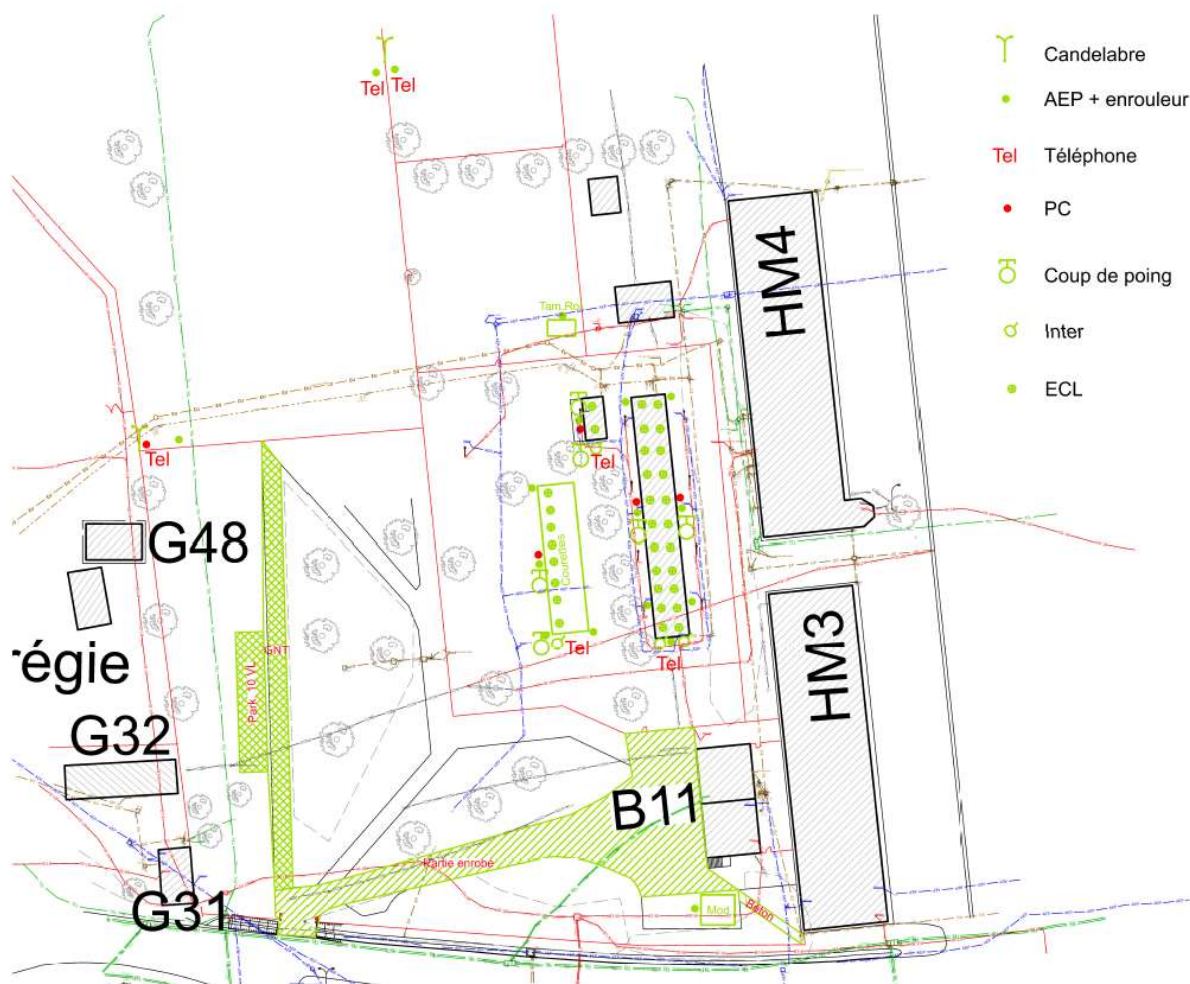 Candelabre
Tel Tel
AEP + enrouleur
Tel Téléphone
PC
HM4
Coup de poing
Tam.Ro
Inter
ECL
Tel
Tel
G48
Courettes
régie
GNT
Tel
Tel
HM3
Park. 10 VL
G32
B11
Partie enrobé
G31
Mod.
Béton